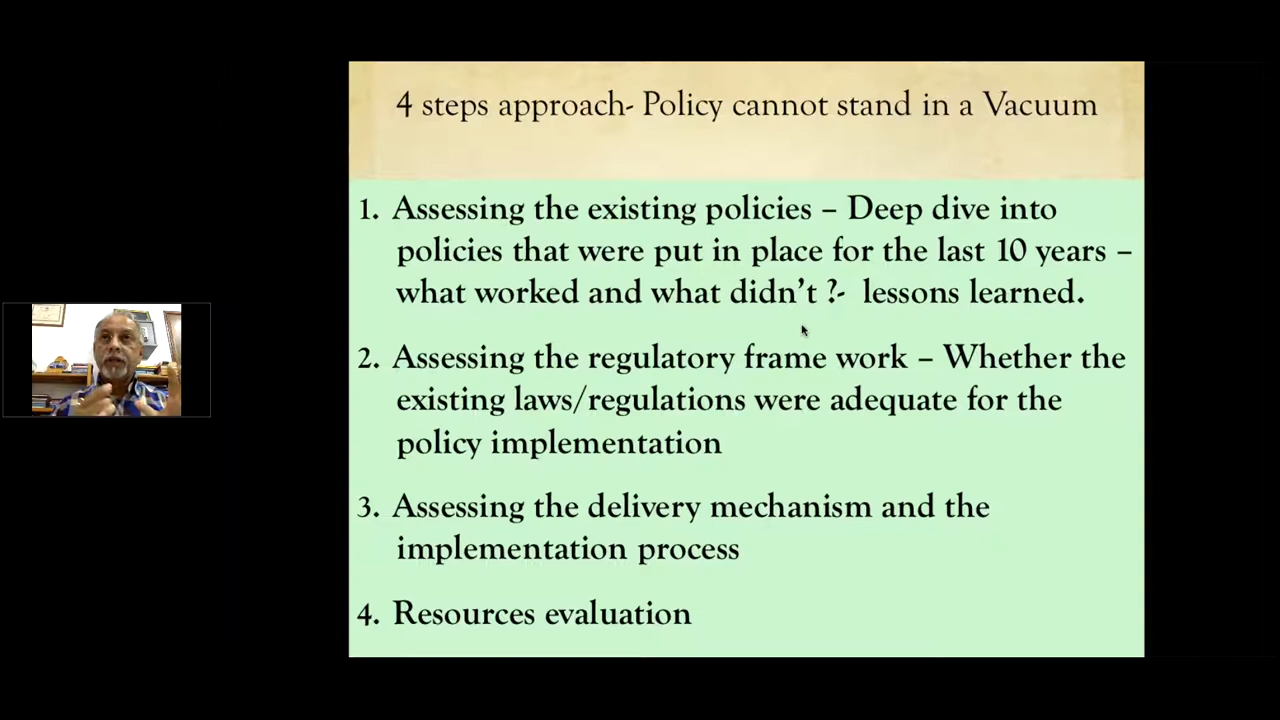 4 steps approach- Policy cannot stand in a Vacuum
1. Assessing the existing policies – Deep dive into
policies that were put in place for the last 10 years –
what worked and what didn't ?- lessons learned.
2. Assessing the regulatory frame work – Whether the
existing laws/regulations were adequate for the
policy implementation
3. Assessing the delivery mechanism and the
implementation process
4. Resources evaluation